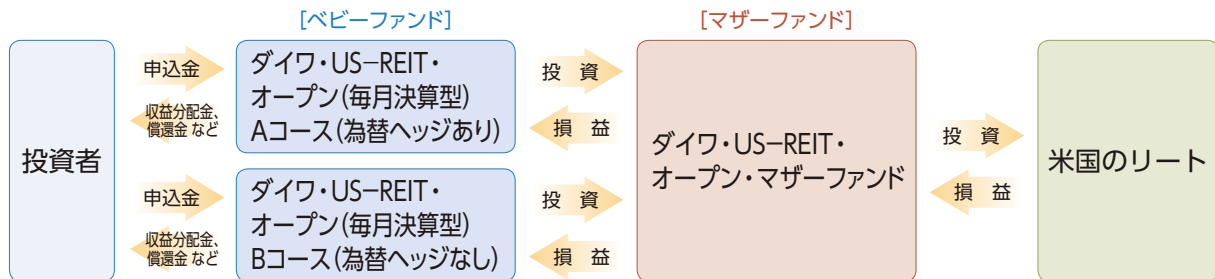 [ベビーファンド]
[マザーファンド]
投資者
申込金
収益分配金、
償還金 など
ダイワ・US−REIT・
オープン(毎月決算型)
Aコース(為替ヘッジあり)
投 資
損 益
申込金
収益分配金、
償還金 など
ダイワ・US−REIT・
オープン(毎月決算型)
Bコース(為替ヘッジなし)
投 資
損 益
ダイワ・US−REIT・
オープン・マザーファンド
投 資
損 益
米国のリート